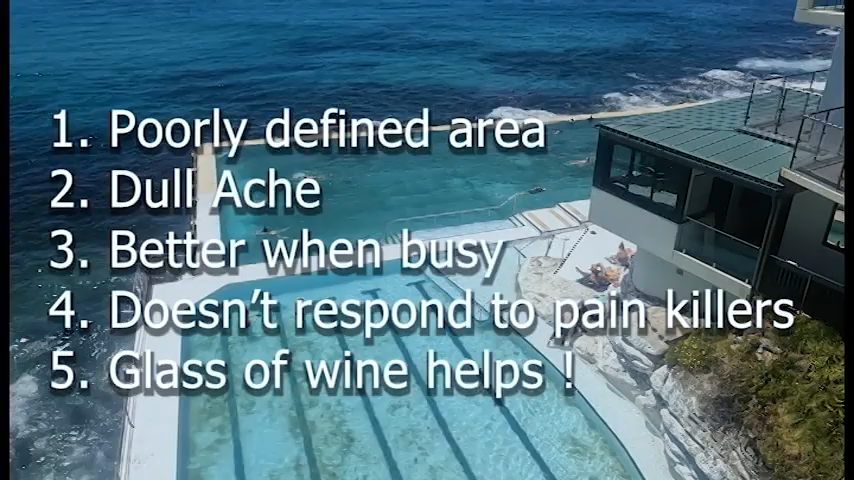 1. Poorly defined area
2. Dull Ache
3. Better when busy
4. Doesn't respond to pain killers
5. Glass of wine helps !